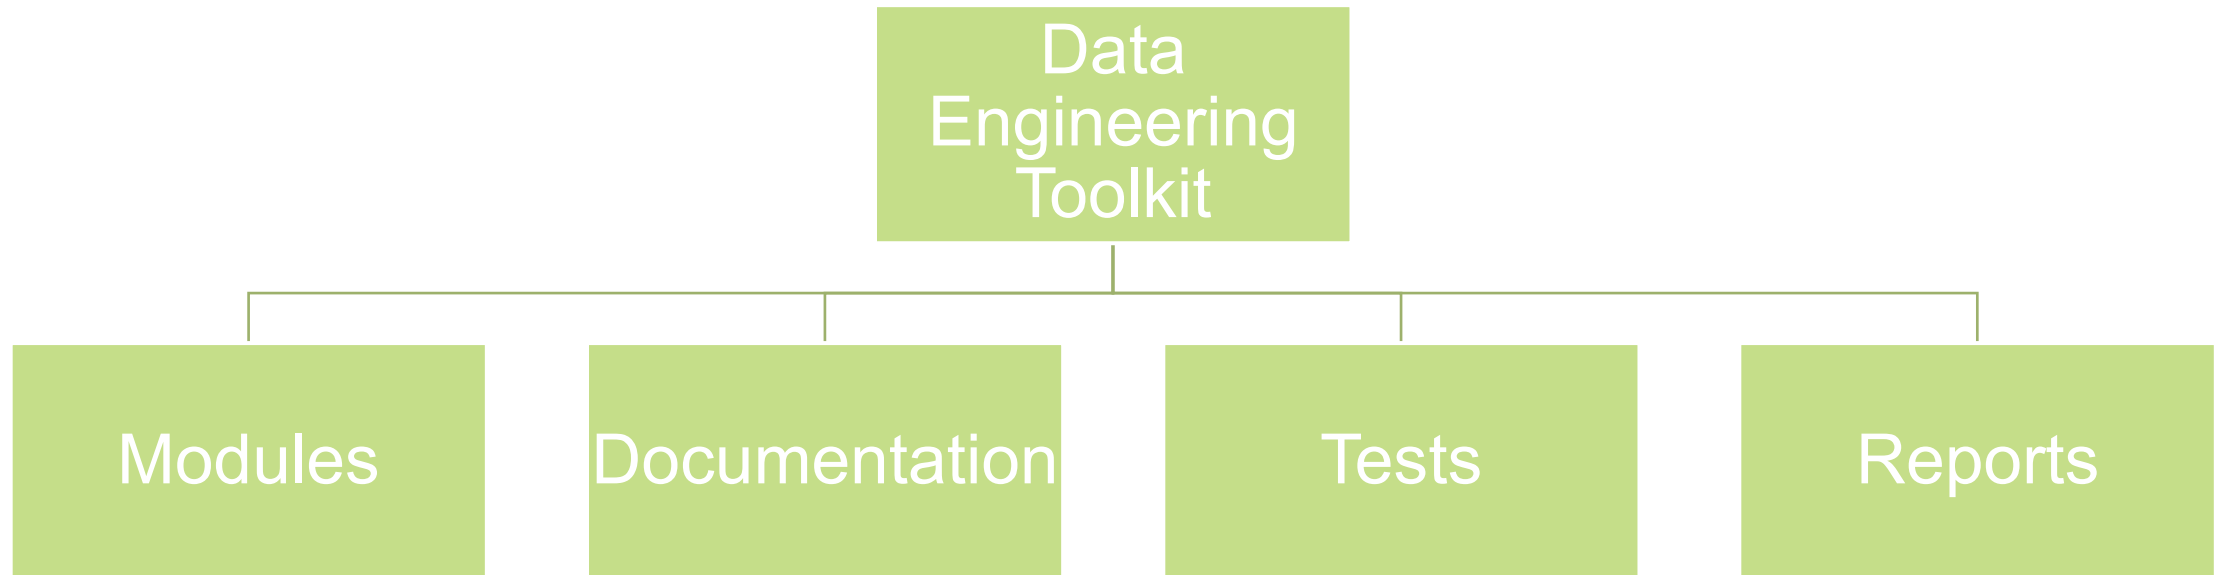 Data
Engineering
Toolkit
Modules
Documentation
Tests
Reports